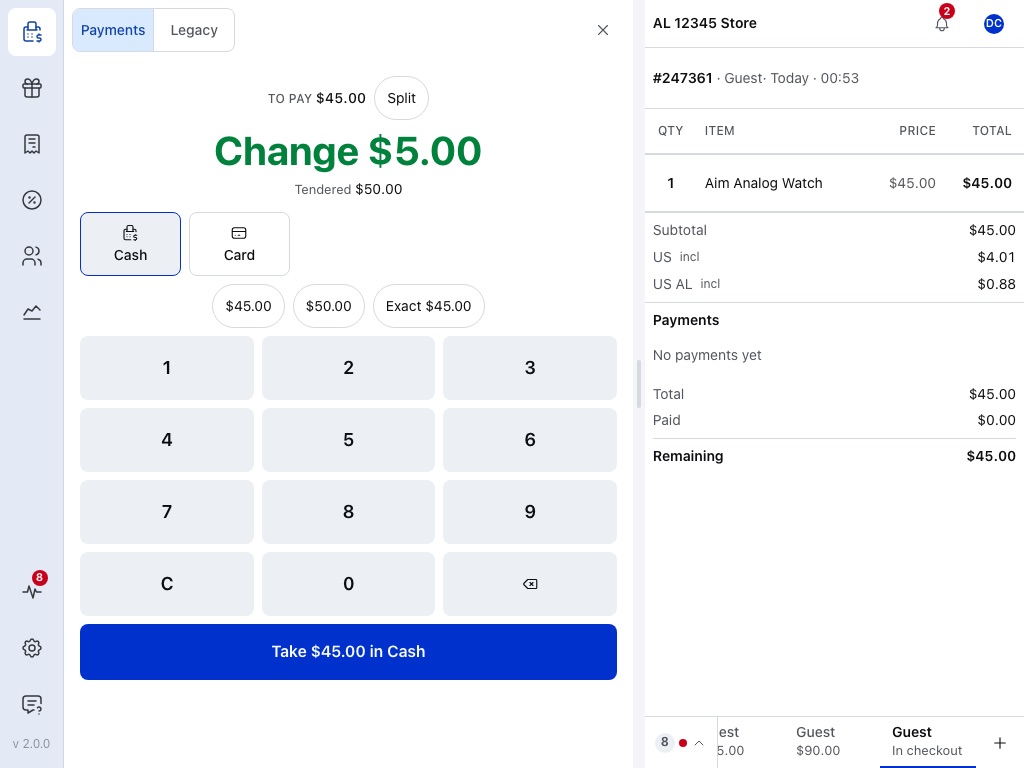 Payments
Legacy
TO PAY $45.00
Split
Change $5.00
Tendered $50.00
Cash
Card
$45.00
$50.00
Exact $45.00
1
2
3
4
5
6
7
8
9
C
0
Take $45.00 in Cash
8
v 2.0.0
AL 12345 Store
2
DC
#247361 · Guest · Today · 00:53
QTY ITEM PRICE TOTAL
1 Aim Analog Watch $45.00 $45.00
Subtotal $45.00
US incl $4.01
US AL incl $0.88
Payments
No payments yet
Total $45.00
Paid $0.00
Remaining $45.00
8
est
5.00
Guest
$90.00
Guest
In checkout